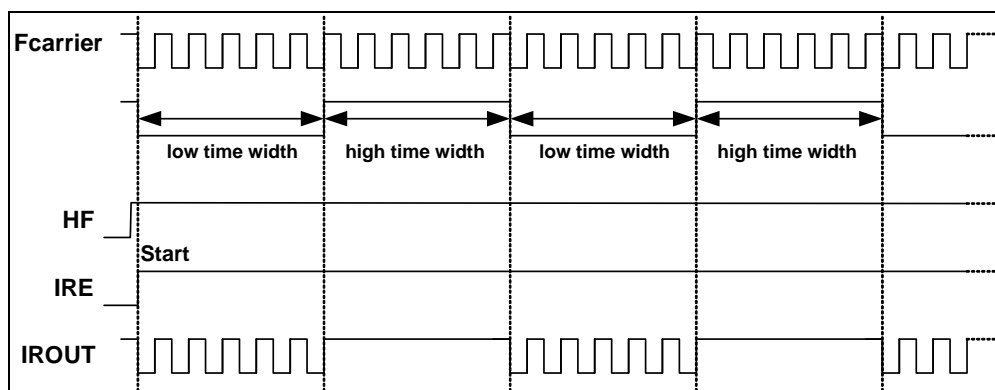 Fcarrier
low time width high time width low time width high time width
HF
Start
IRE
IROUT